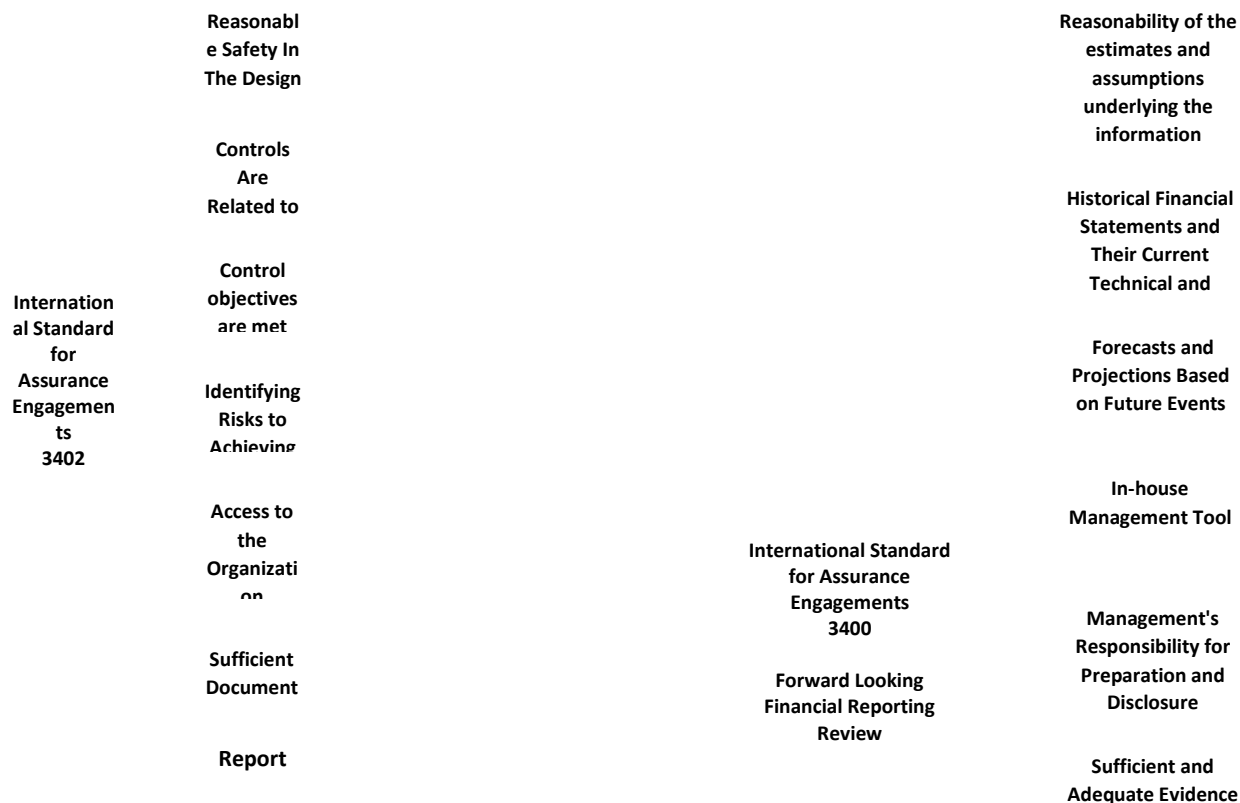 International Standard
for
Assurance
Engagemen
ts
3402
Reasonabl
e Safety In
The Design
Controls
Are
Related to
Control
objectives
are met
Identifying
Risks to
Achieving
Access to
the
Organizati
on
Sufficient
Document
Report
International Standard
for Assurance
Engagements
3400
Forward Looking
Financial Reporting
Review
Reasonability of the
estimates and
assumptions
underlying the
information
Historical Financial
Statements and
Their Current
Technical and
Forecasts and
Projections Based
on Future Events
In-house
Management Tool
Management's
Responsibility for
Preparation and
Disclosure
Sufficient and
Adequate Evidence